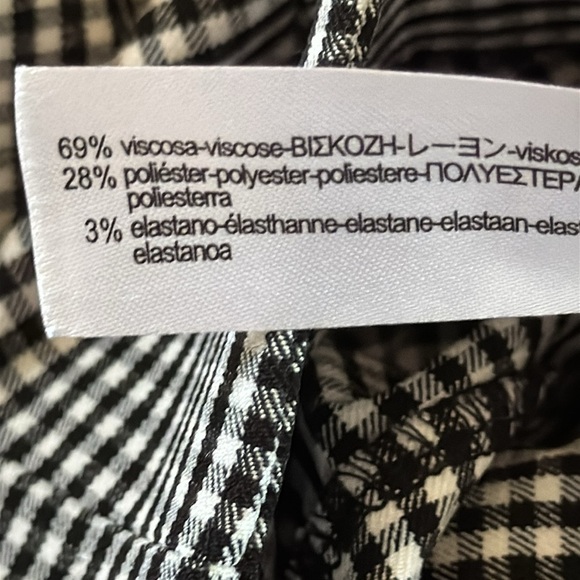 69% viscosa-viscose-ΒΙΣΚΟΖΗ-レーヨン-viskos
28% poliéster-polyester-poliestere-ΠΟΛΥΕΣΤΕΡ
poliesterra
3% elastano-élasthanne-elastane-elastaan-elas
elastanoa